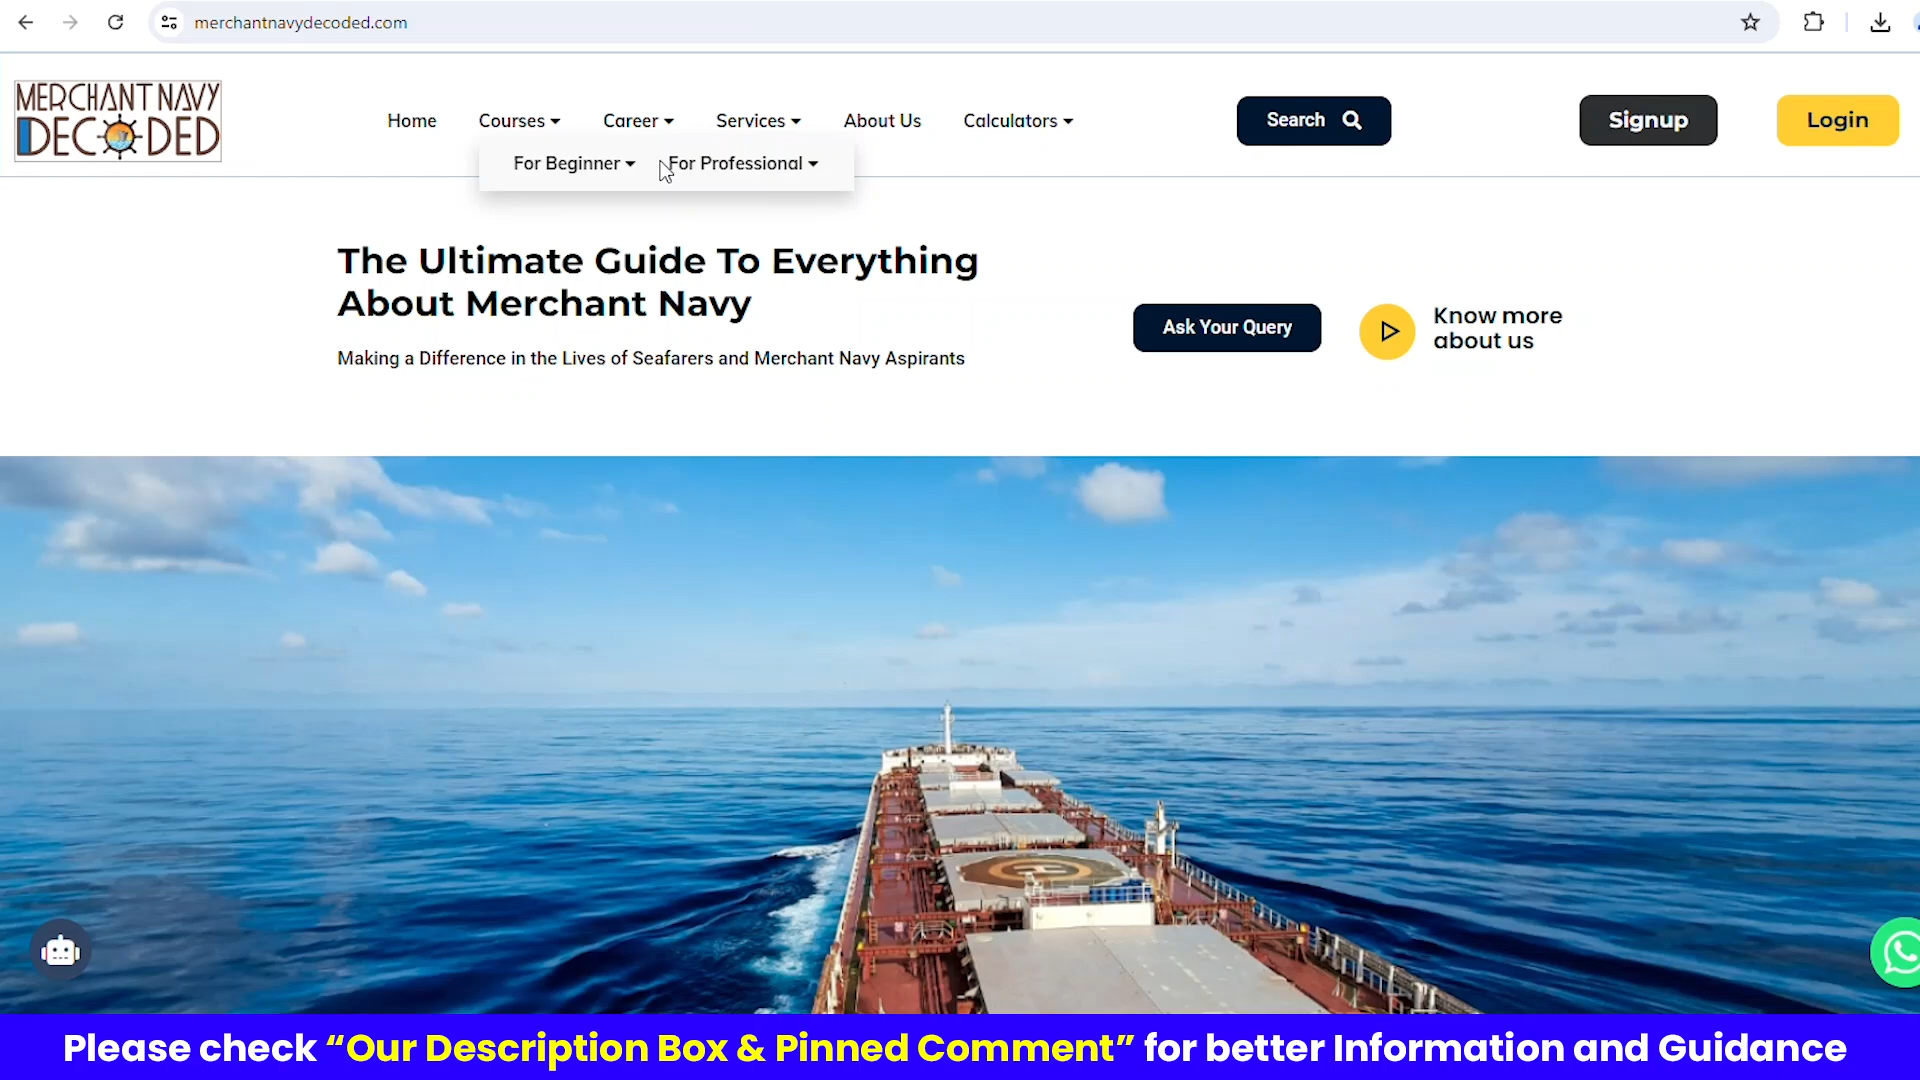 merchantnavydecoded.com
MERCHANT NAVY
DECODED
Home
Courses
Career
Services
About Us
Calculators
Search
Signup
Login
For Beginner
For Professional
The Ultimate Guide To Everything
About Merchant Navy
Making a Difference in the Lives of Seafarers and Merchant Navy Aspirants
Ask Your Query
Know more
about us
Please check “Our Description Box & Pinned Comment” for better Information and Guidance